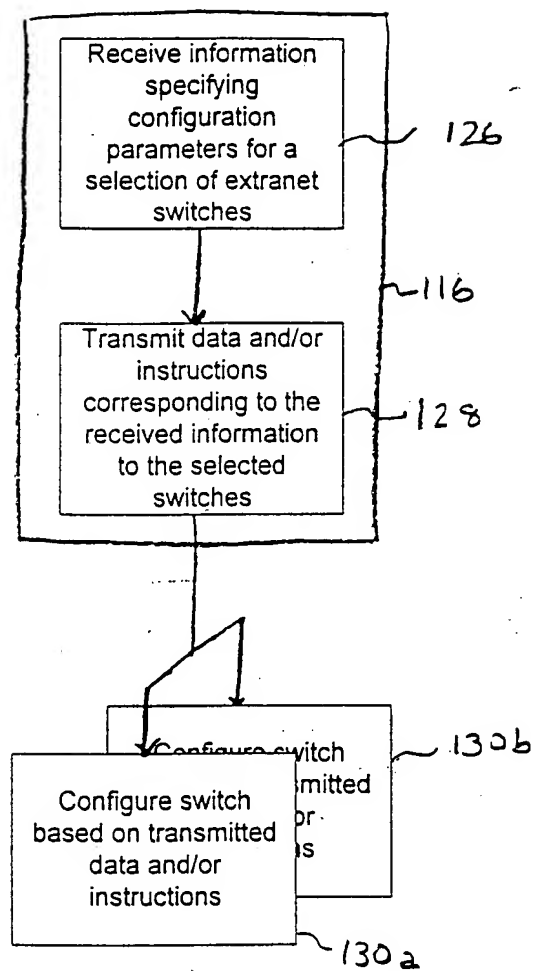 Receive information
specifying
configuration
parameters for a
selection of extranet
switches
126
116
Transmit data and/or
instructions
corresponding to the
received information
to the selected
switches
128
Configure switch
130b
Configure switch
based on transmitted
data and/or
instructions
130a